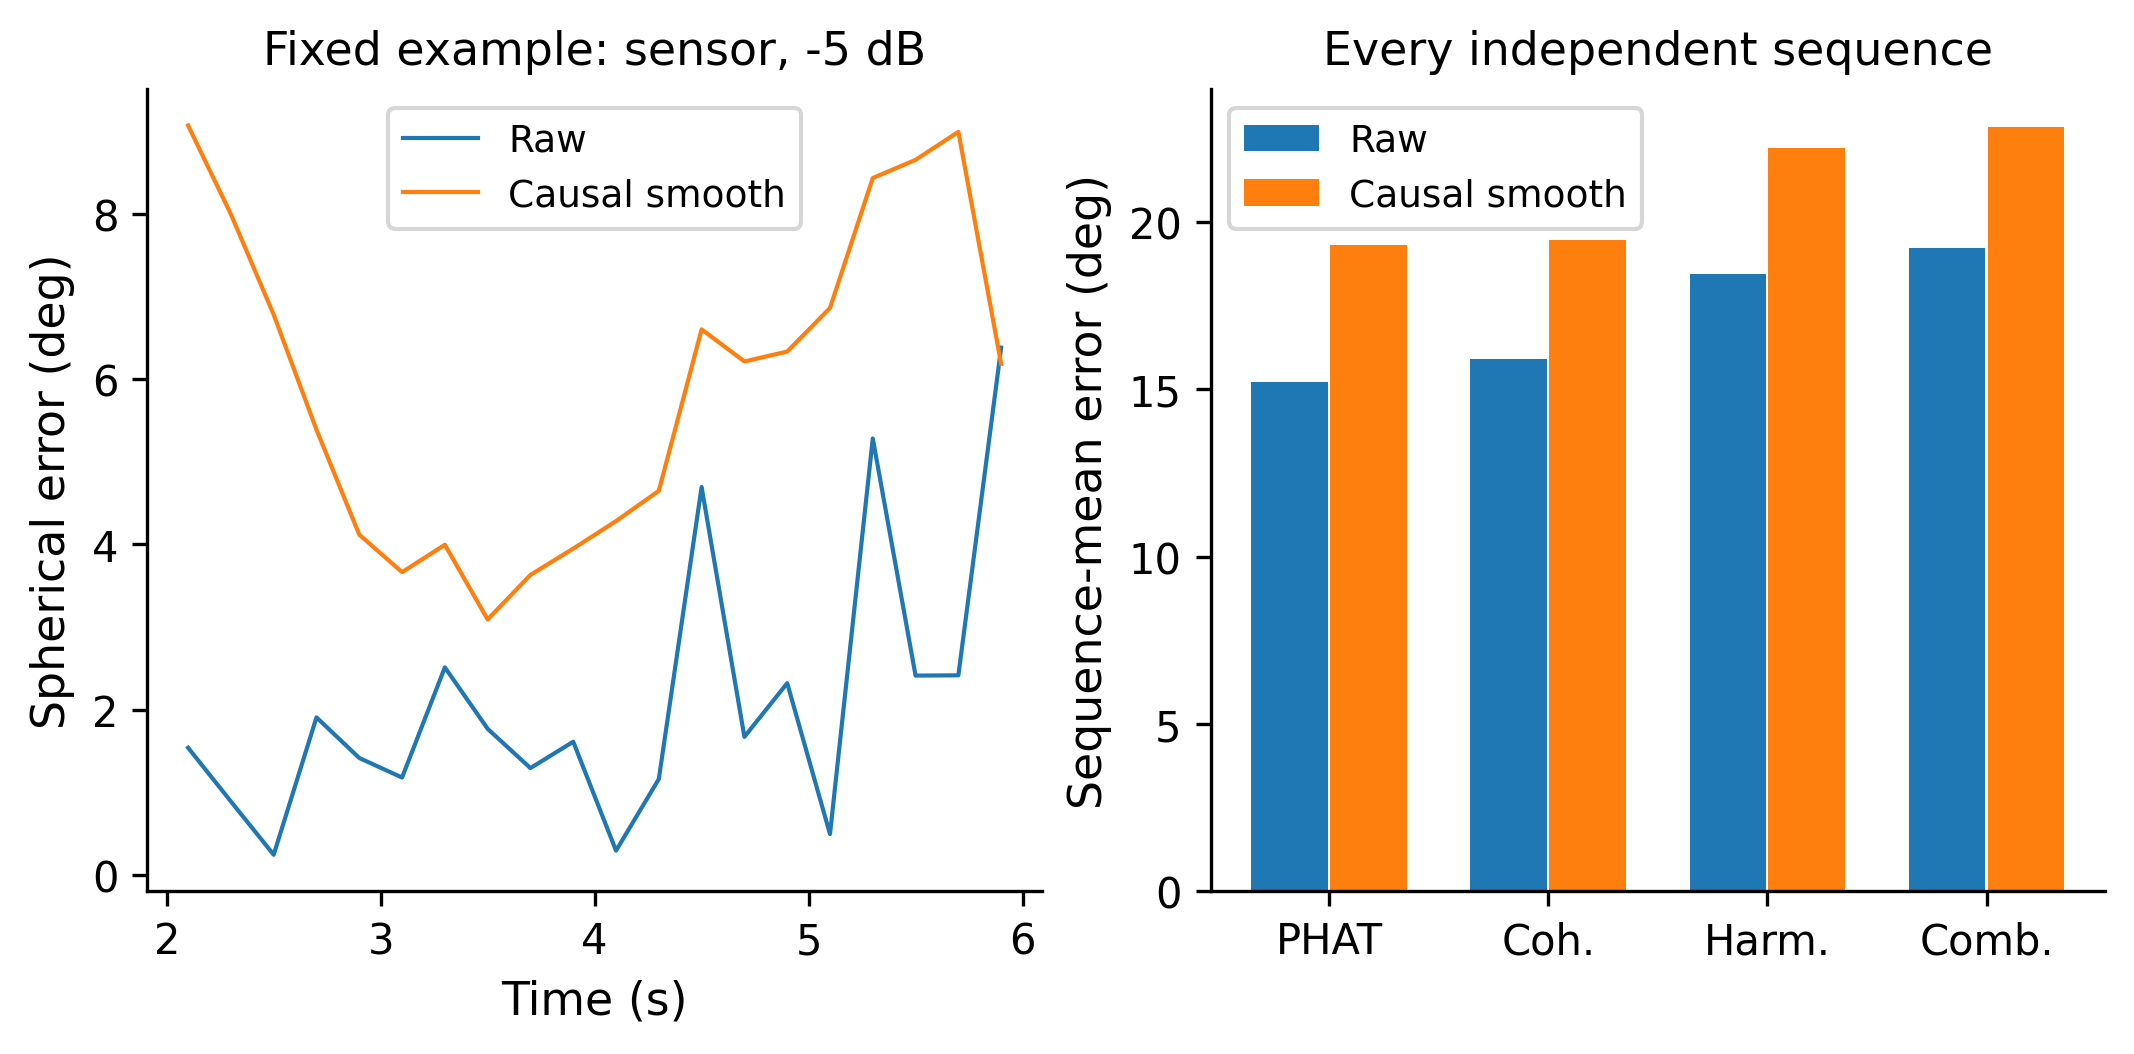 Fixed example: sensor, -5 dB
Raw
Causal smooth
Spherical error (deg)
8
6
4
2
0
2 3 4 5 6
Time (s)
Every independent sequence
Raw
Causal smooth
Sequence-mean error (deg)
20
15
10
5
0
PHAT Coh. Harm. Comb.